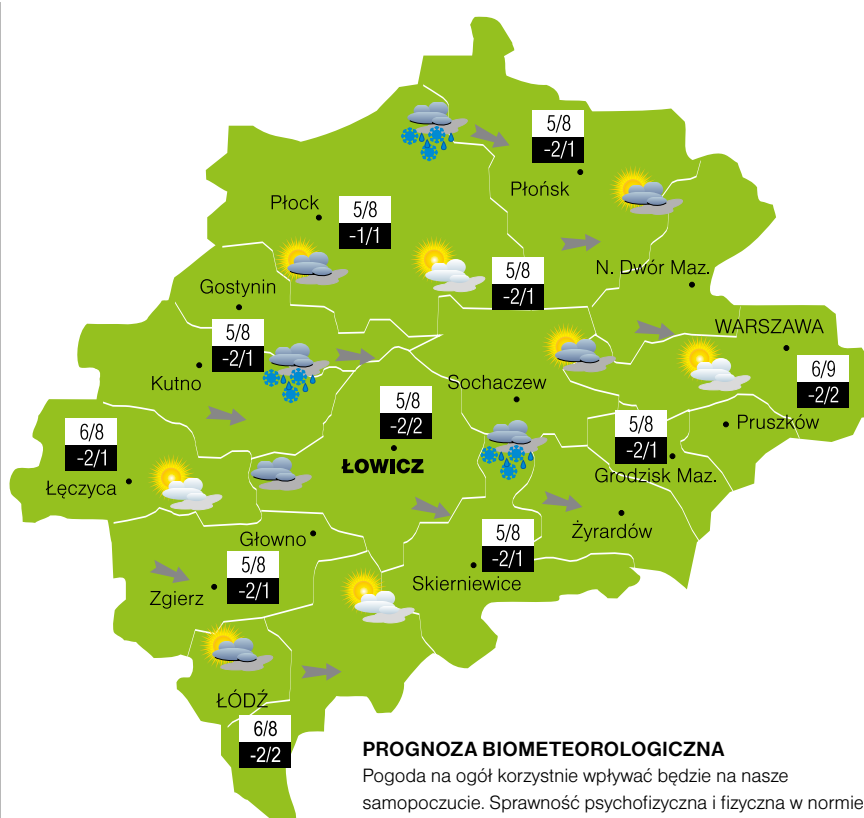 5/8
-2/1
Płońsk
Płock
5/8
-1/1
5/8
-2/1
N. Dwór Maz.
Gostynin
5/8
-2/1
Kutno
WARSZAWA
6/9
-2/2
Sochaczew
5/8
-2/2
ŁOWICZ
6/8
-2/1
Łęczyca
5/8
-2/1
Pruszków
Grodzisk Maz.
Głowno
5/8
-2/1
Żyrardów
Skierniewice
5/8
-2/1
Zgierz
ŁÓDŹ
6/8
-2/2
PROGNOZA BIOMETEOROLOGICZNA
Pogoda na ogół korzystnie wpływać będzie na nasze
samopoczucie. Sprawność psychofizyczna i fizyczna w normie